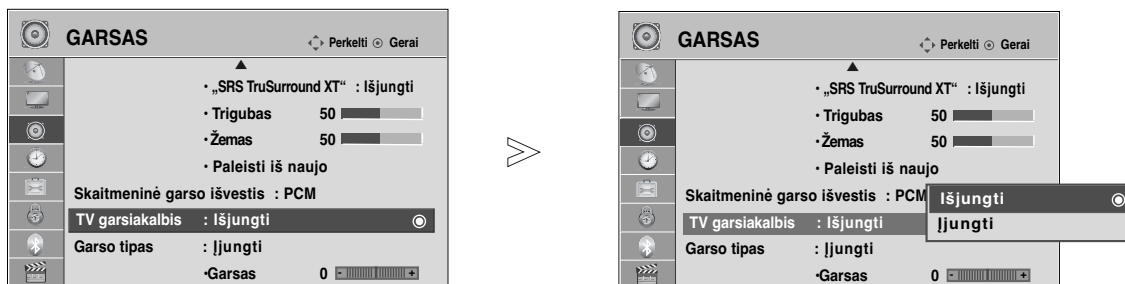 GARSAS
Perkelti Gerai
• „SRS TruSurround XT“ : Išjungti
• Trigubas 50
• Žemas 50
• Paleisti iš naujo
Skaitmeninė garso išvestis : PCM
TV garsiakalbis : Išjungti
Garso tipas : Įjungti
•Garsas 0 - +
GARSAS
Perkelti Gerai
• „SRS TruSurround XT“ : Išjungti
• Trigubas 50
• Žemas 50
• Paleisti iš naujo
Skaitmeninė garso išvestis : PCM
Išjungti
Įjungti
TV garsiakalbis : Išjungti
Garso tipas : Įjungti
•Garsas 0 - +